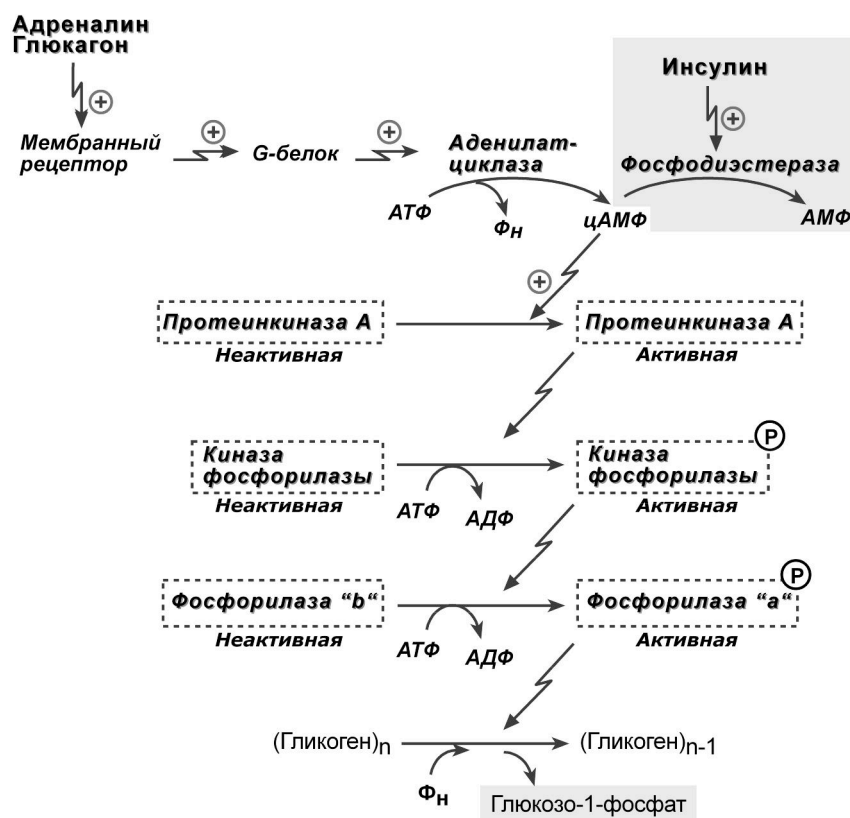 Адреналин
Глюкагон
Инсулин
+
+
+
+
Мембранный
рецептор
G-белок
Аденилат-
циклаза
Фосфодиэстераза
АТФ
Фн
цАМФ
АМФ
+
Протеинкиназа А
Протеинкиназа А
Неактивная
Активная
Киназа
фосфорилазы
Киназа
фосфорилазы
P
Неактивная
АТФ
АДФ
Активная
Фосфорилаза “b“
Фосфорилаза “a“
P
Неактивная
АТФ
АДФ
Активная
(Гликоген)n
(Гликоген)n-1
Фн
Глюкозо-1-фосфат